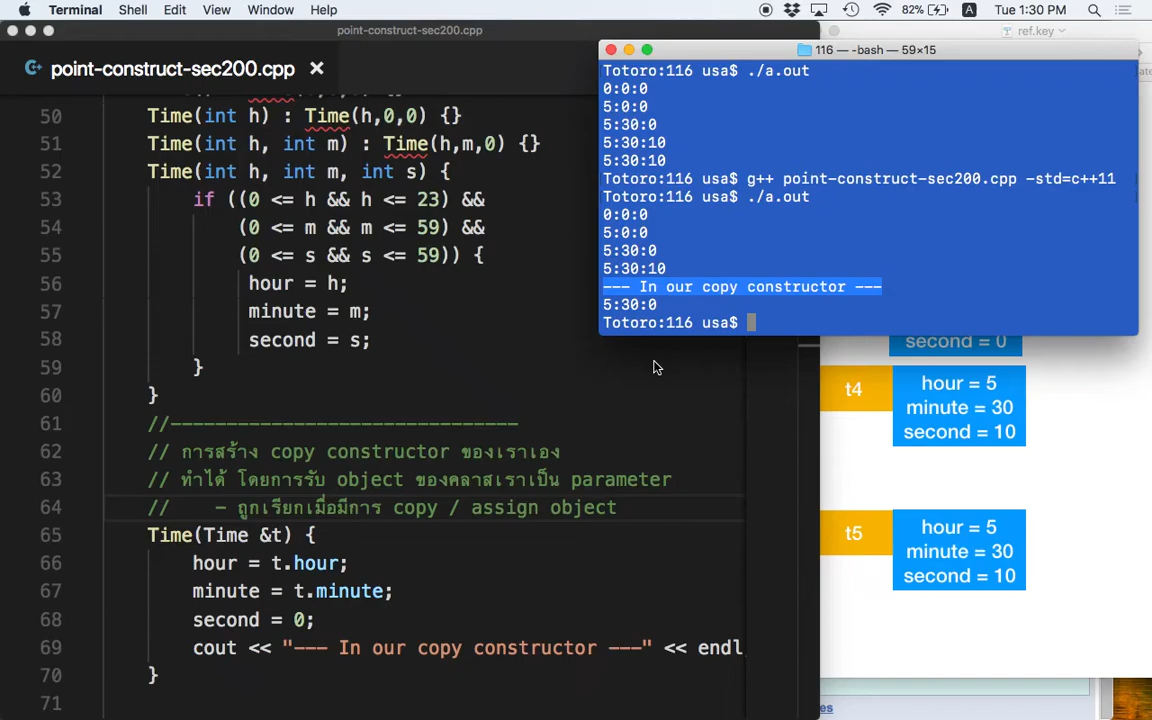 Terminal Shell Edit View Window Help 82% A Tue 1:30 PM
point-construct-sec200.cpp
point-construct-sec200.cpp ×
50 Time(int h) : Time(h,0,0) {}
51 Time(int h, int m) : Time(h,m,0) {}
52 Time(int h, int m, int s) {
53 if ((0 <= h && h <= 23) &&
54 (0 <= m && m <= 59) &&
55 (0 <= s && s <= 59)) {
56 hour = h;
57 minute = m;
58 second = s;
59 }
60 }
61 //-------------------------------
62 // การสร้าง copy constructor ของเราเอง
63 // ทำได้ โดยการรับ object ของคลาสเราเป็น parameter
64 // - ถูกเรียกเมื่อมีการ copy / assign object
65 Time(Time &t) {
66 hour = t.hour;
67 minute = t.minute;
68 second = 0;
69 cout << "--- In our copy constructor ---" << endl
70 }
71
116 — -bash — 59×15
Totoro:116 usa$ ./a.out
0:0:0
5:0:0
5:30:0
5:30:10
5:30:10
Totoro:116 usa$ g++ point-construct-sec200.cpp -std=c++11
Totoro:116 usa$ ./a.out
0:0:0
5:0:0
5:30:0
5:30:10
--- In our copy constructor ---
5:30:0
Totoro:116 usa$
ref.key
second = 0
t4
hour = 5
minute = 30
second = 10
t5
hour = 5
minute = 30
second = 10